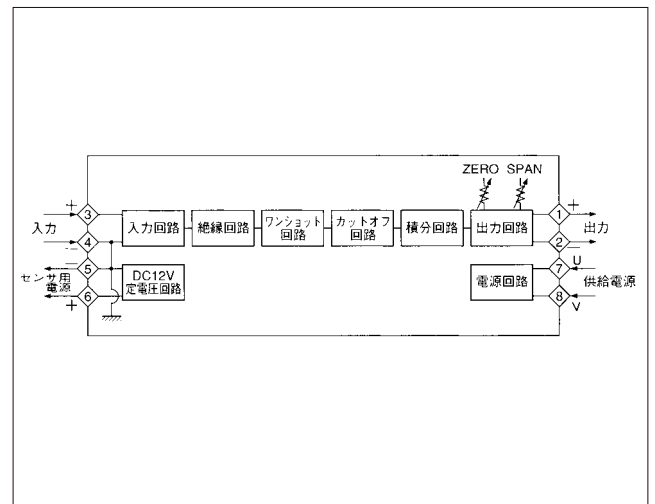 ZERO SPAN
+
3
入力
4
−
入力回路
絶縁回路
ワンショット
回路
カットオフ
回路
積分回路
出力回路
+
1
出力
2
−
−
5
センサ用
電源
6
+
DC12V
定電圧回路
電源回路
U
7
供給電源
8
V